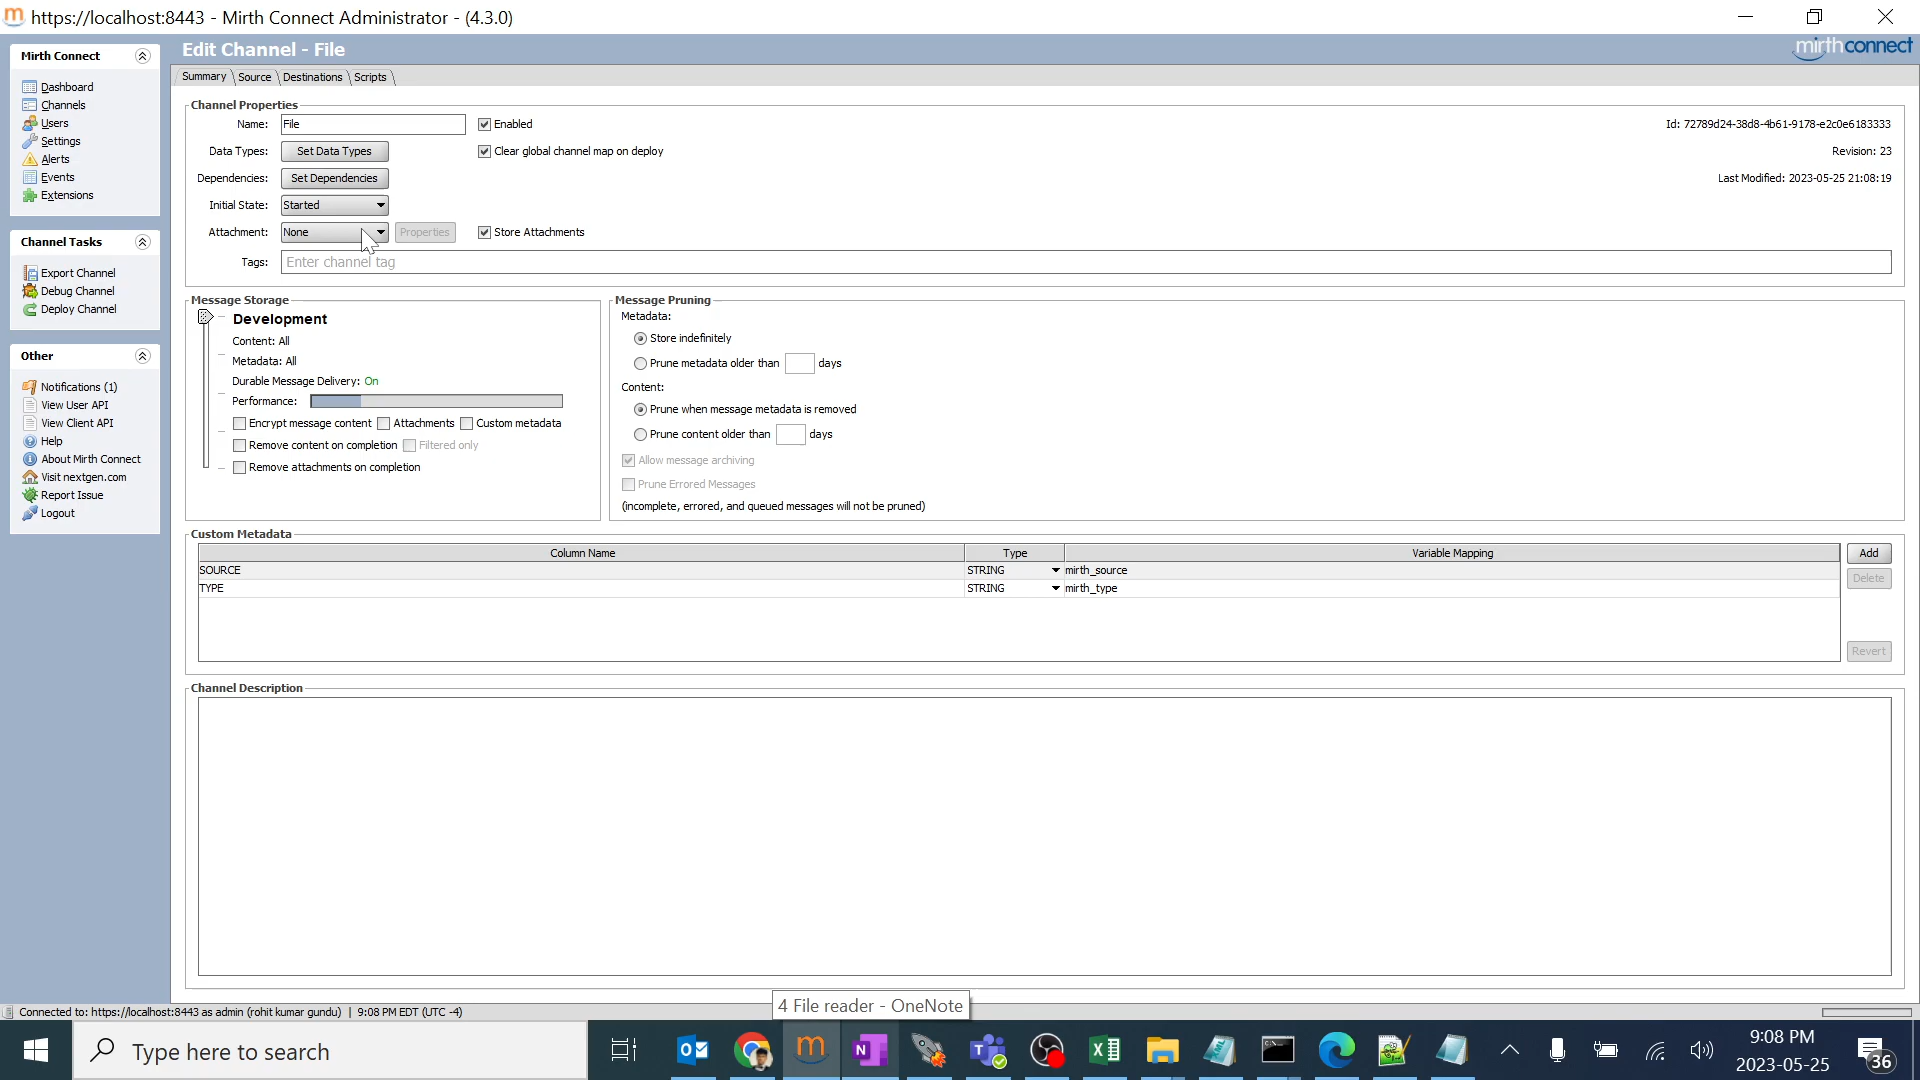 https://localhost:8443 - Mirth Connect Administrator - (4.3.0)
Mirth Connect
Dashboard
Channels
Users
Settings
Alerts
Events
Extensions
Channel Tasks
Export Channel
Debug Channel
Deploy Channel
Other
Notifications (1)
View User API
View Client API
Help
About Mirth Connect
Visit nextgen.com
Report Issue
Logout
Edit Channel - File
mirthconnect
Summary Source Destinations Scripts
Channel Properties
Name: File Enabled Id: 72789d24-38d8-4b61-9178-e2c0e6183333
Data Types: Set Data Types Clear global channel map on deploy Revision: 23
Dependencies: Set Dependencies Last Modified: 2023-05-25 21:08:19
Initial State: Started
Attachment: None Properties Store Attachments
Tags: Enter channel tag
Message Storage
Development
Content: All
Metadata: All
Durable Message Delivery: On
Performance:
Encrypt message content Attachments Custom metadata
Remove content on completion Filtered only
Remove attachments on completion
Message Pruning
Metadata:
Store indefinitely
Prune metadata older than days
Content:
Prune when message metadata is removed
Prune content older than days
Allow message archiving
Prune Errored Messages
(incomplete, errored, and queued messages will not be pruned)
Custom Metadata
Column Name Type Variable Mapping Add
SOURCE STRING mirth_source
Delete
TYPE STRING mirth_type
Revert
Channel Description
Connected to: https://localhost:8443 as admin (rohit kumar gundu) | 9:08 PM EDT (UTC -4)
4 File reader - OneNote
Type here to search
9:08 PM
2023-05-25
36